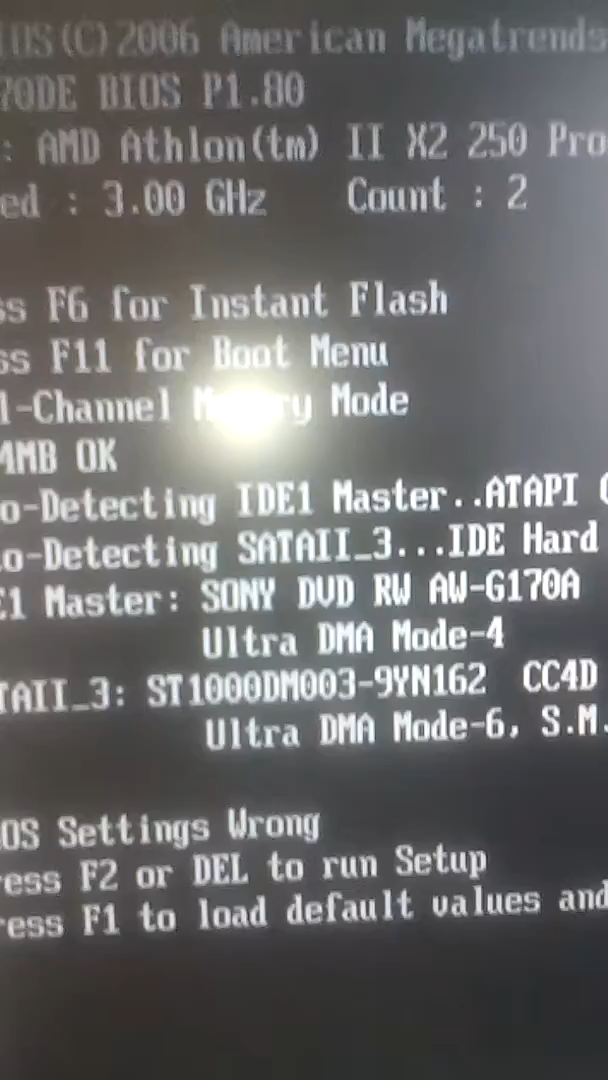 IOS(C)2006 American Megatrends
70DE BIOS P1.80
: AMD Athlon(tm) II X2 250 Pro
ed : 3.00 GHz Count : 2
ss F6 for Instant Flash
ss F11 for Boot Menu
l-Channel Memory Mode
4MB OK
o-Detecting IDE1 Master..ATAPI C
to-Detecting SATAII_3...IDE Hard
E1 Master: SONY DVD RW AW-G170A
Ultra DMA Mode-4
TAII_3: ST1000DM003-9YN162 CC4D
Ultra DMA Mode-6, S.M.
OS Settings Wrong
ress F2 or DEL to run Setup
ress F1 to load default values and